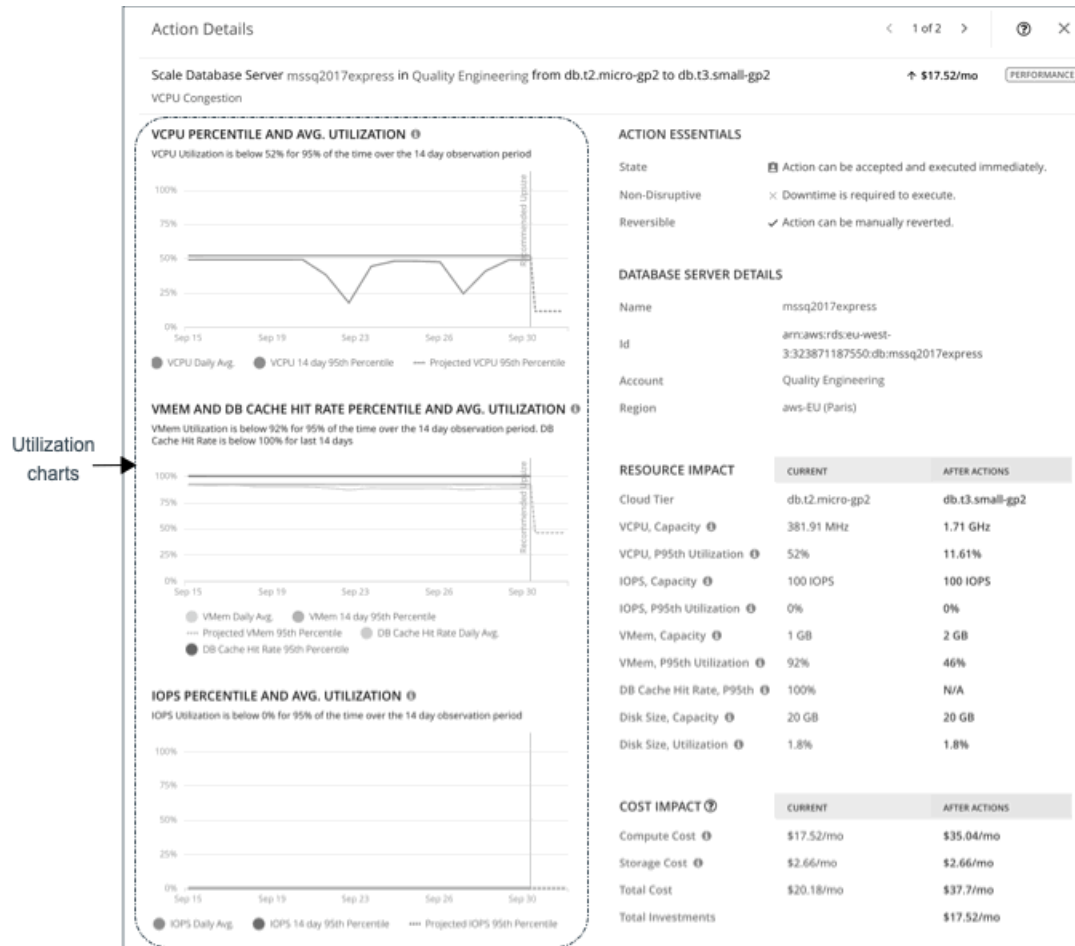 Action Details
1 of 2
Scale Database Server mssq2017express in Quality Engineering from db.t2.micro-gp2 to db.t3.small-gp2
↑ $17.52/mo
PERFORMANCE
VCPU Congestion
Utilization
charts
VCPU PERCENTILE AND AVG. UTILIZATION
VCPU Utilization is below 52% for 95% of the time over the 14 day observation period
100%
75%
50%
25%
0%
Recommended Upsize
Sep 15 Sep 19 Sep 23 Sep 26 Sep 30
VCPU Daily Avg. VCPU 14 day 95th Percentile Projected VCPU 95th Percentile
VMEM AND DB CACHE HIT RATE PERCENTILE AND AVG. UTILIZATION
VMem Utilization is below 92% for 95% of the time over the 14 day observation period. DB
Cache Hit Rate is below 100% for last 14 days
100%
75%
50%
25%
0%
Recommended Upsize
Sep 15 Sep 19 Sep 23 Sep 26 Sep 30
VMem Daily Avg. VMem 14 day 95th Percentile
Projected VMem 95th Percentile DB Cache Hit Rate Daily Avg.
DB Cache Hit Rate 95th Percentile
IOPS PERCENTILE AND AVG. UTILIZATION
IOPS Utilization is below 0% for 95% of the time over the 14 day observation period
100%
75%
50%
25%
0%
Sep 15 Sep 19 Sep 23 Sep 26 Sep 30
IOPS Daily Avg. IOPS 14 day 95th Percentile Projected IOPS 95th Percentile
ACTION ESSENTIALS
State Action can be accepted and executed immediately.
Non-Disruptive Downtime is required to execute.
Reversible Action can be manually reverted.
DATABASE SERVER DETAILS
Name mssq2017express
Id arn:aws:rds:eu-west-
3:323871187550:db:mssq2017express
Account Quality Engineering
Region aws-EU (Paris)
RESOURCE IMPACT CURRENT AFTER ACTIONS
Cloud Tier db.t2.micro-gp2 db.t3.small-gp2
VCPU, Capacity 381.91 MHz 1.71 GHz
VCPU, P95th Utilization 52% 11.61%
IOPS, Capacity 100 IOPS 100 IOPS
IOPS, P95th Utilization 0% 0%
VMem, Capacity 1 GB 2 GB
VMem, P95th Utilization 92% 46%
DB Cache Hit Rate, P95th 100% N/A
Disk Size, Capacity 20 GB 20 GB
Disk Size, Utilization 1.8% 1.8%
COST IMPACT CURRENT AFTER ACTIONS
Compute Cost $17.52/mo $35.04/mo
Storage Cost $2.66/mo $2.66/mo
Total Cost $20.18/mo $37.7/mo
Total Investments $17.52/mo